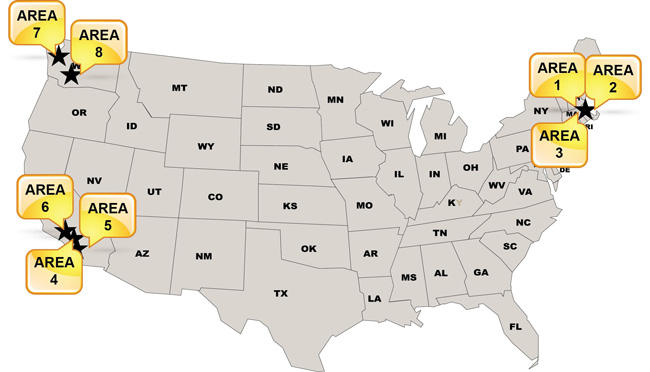 AREA
7
AREA
8
W
MT
ND
MN
OR
ID
WY
SD
WI
MI
AREA
1
AREA
2
NY
MA
RI
AREA
3
PA
DE
NV
UT
CO
NE
IA
IL
IN
OH
WV
VA
KS
MO
KY
AREA
6
AREA
5
AREA
4
AZ
NM
OK
AR
TN
NC
SC
TX
LA
MS
AL
GA
FL